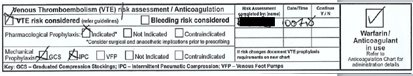 Venous Thromboembolism (VTE) risk assessment / Anticoagulation
VTE risk considered (refer guidelines) Bleeding risk considered
Pharmacological Prophylaxis: Indicated* Not Indicated Contraindicated
*Consider surgical and anaesthetic implications prior to prescribing
Mechanical Prophylaxis: GCS IPC VFP Not Indicated Contraindicated
Key: GCS – Graduated Compression Stockings; IPC – Intermittent Pneumatic Compression; VFP – Venous Foot Pumps
Risk Assessment completed by: name Date/Time Continue Y / N
If risk changes document VTE prophylaxis requirements on new chart
Warfarin / Anticoagulant in use
Refer to Anticoagulation Chart for administration details